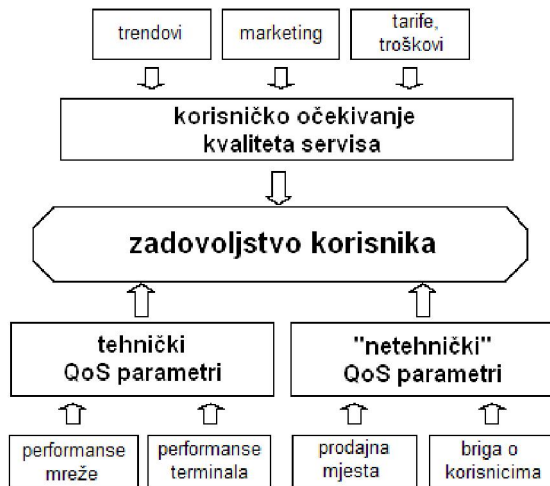 trendovi
marketing
tarife,
troškovi
korisničko očekivanje
kvaliteta servisa
zadovoljstvo korisnika
tehnički
QoS parametri
"netehnički"
QoS parametri
performanse
mreže
performanse
terminala
prodajna
mjesta
briga o
korisnicima